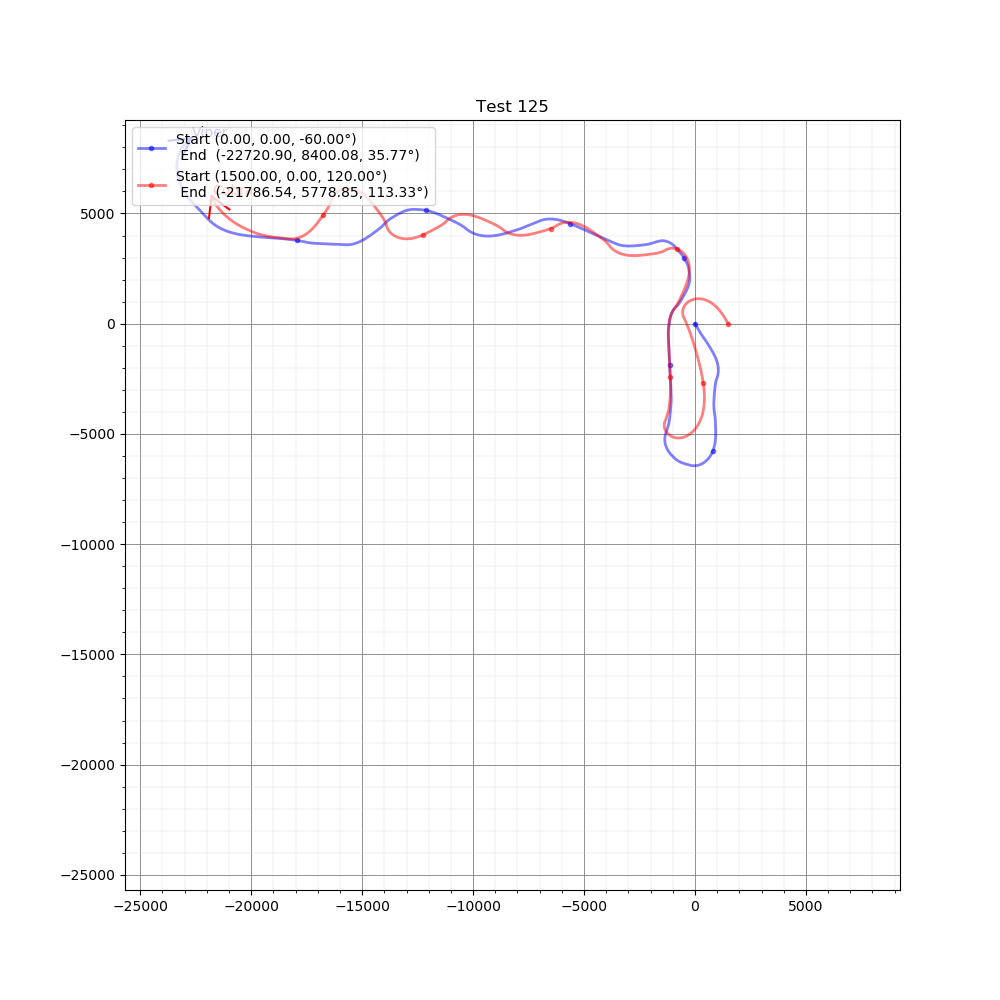 Test 125
Viper
Start (0.00, 0.00, -60.00°)
End (-22720.90, 8400.08, 35.77°)
Start (1500.00, 0.00, 120.00°)
End (-21786.54, 5778.85, 113.33°)
5000
0
−5000
−10000
−15000
−20000
−25000
−25000 −20000 −15000 −10000 −5000 0 5000